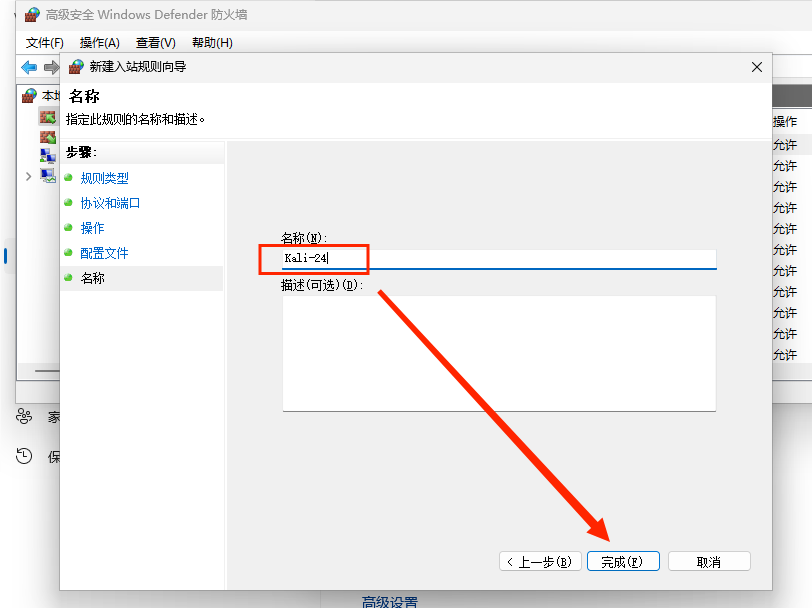 高级安全 Windows Defender 防火墙
文件(F) 操作(A) 查看(V) 帮助(H)
新建入站规则向导
本地
名称
指定此规则的名称和描述。
步骤:
规则类型
协议和端口
操作
配置文件
名称
名称(N):
Kali-24
描述(可选)(D):
< 上一步(B)
完成(F)
取消
操作
允许
允许
允许
允许
允许
允许
允许
允许
允许
允许
允许
家
保
高级设置